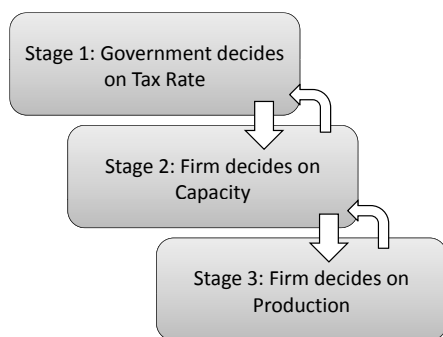 Stage 1: Government decides
on Tax Rate
Stage 2: Firm decides on
Capacity
Stage 3: Firm decides on
Production